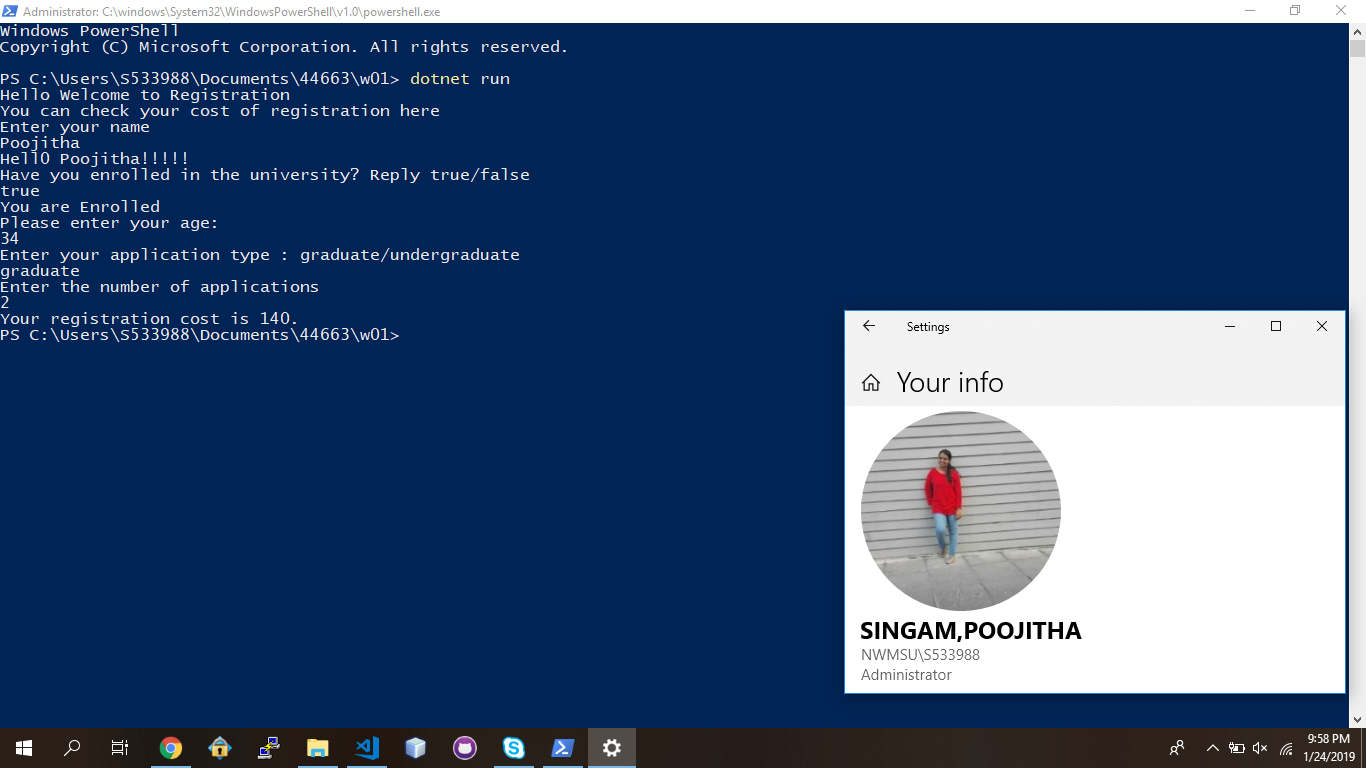 Administrator: C:\windows\System32\WindowsPowerShell\v1.0\powershell.exe
Windows PowerShell
Copyright (C) Microsoft Corporation. All rights reserved.
PS C:\Users\S533988\Documents\44663\w01> dotnet run
Hello Welcome to Registration
You can check your cost of registration here
Enter your name
Poojitha
HellO Poojitha!!!!!
Have you enrolled in the university? Reply true/false
true
You are Enrolled
Please enter your age:
34
Enter your application type : graduate/undergraduate
graduate
Enter the number of applications
2
Your registration cost is 140.
PS C:\Users\S533988\Documents\44663\w01>
Settings
Your info
SINGAM,POOJITHA
NWMSU\S533988
Administrator
9:58 PM
1/24/2019